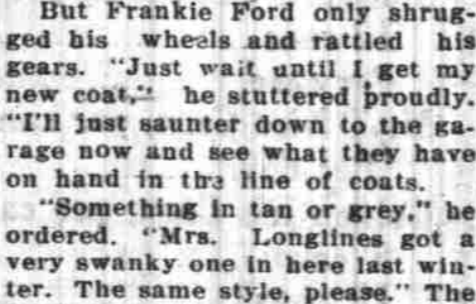 But Frankie Ford only shrug-
ged his wheels and rattled his
gears. "Just wait until I get my
new coat," he stuttered proudly.
"I'll just saunter down to the ga-
rage now and see what they have
on hand in the line of coats.
"Something in tan or grey," he
ordered. "Mrs. Longlines got a
very swanky one in here last win-
ter. The same style, please." The